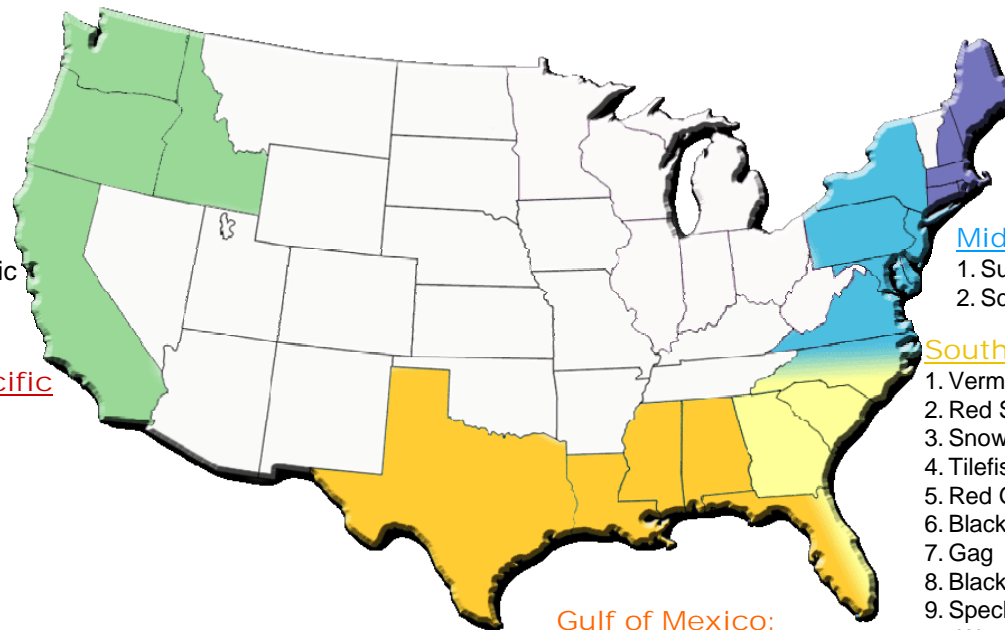 ic
cific
Mid
1. Su
2. Sc
South
1. Verm
2. Red S
3. Snow
4. Tilefis
5. Red G
6. Black
7. Gag
8. Black
9. Speck
Gulf of Mexico: